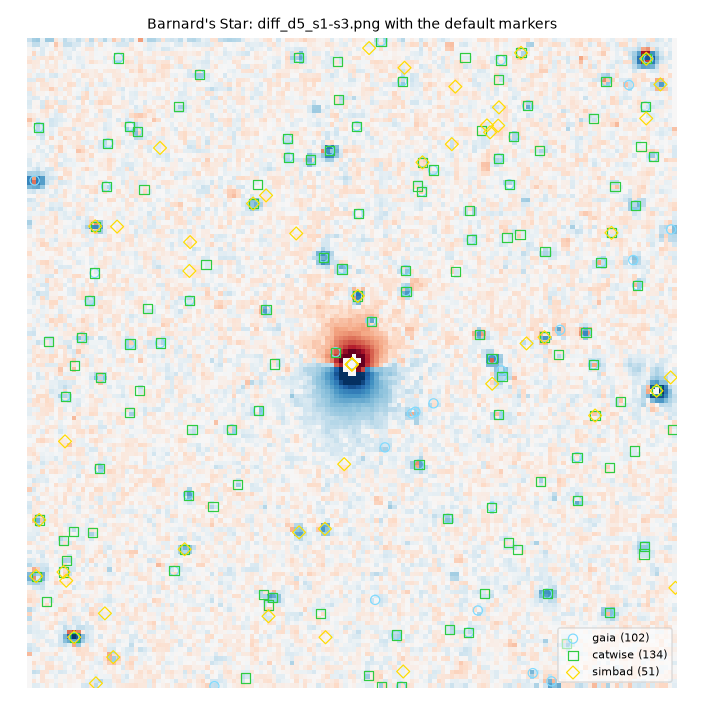 Barnard's Star: diff_d5_s1-s3.png with the default markers
gaia (102)
catwise (134)
simbad (51)